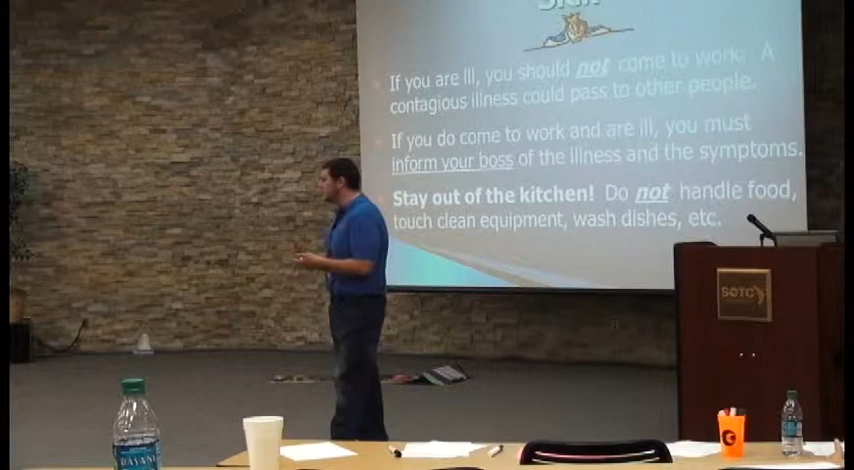 Sick
If you are ill, you should not come to work. A
contagious illness could pass to other people.
If you do come to work and are ill, you must
inform your boss of the illness and the symptoms.
Stay out of the kitchen! Do not handle food,
touch clean equipment, wash dishes, etc.
SOTC
DASANI